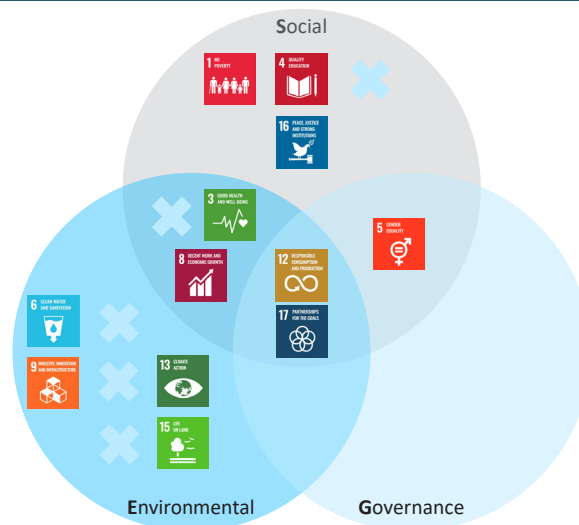 Social
1 NO
POVERTY
4 QUALITY
EDUCATION
16 PEACE, JUSTICE
AND STRONG
INSTITUTIONS
3 GOOD HEALTH
AND WELL-BEING
5 GENDER
EQUALITY
8 DECENT WORK AND
ECONOMIC GROWTH
12 RESPONSIBLE
CONSUMPTION
AND PRODUCTION
6 CLEAN WATER
AND SANITATION
17 PARTNERSHIPS
FOR THE GOALS
9 INDUSTRY, INNOVATION
AND INFRASTRUCTURE
13 CLIMATE
ACTION
15 LIFE
ON LAND
Environmental
Governance